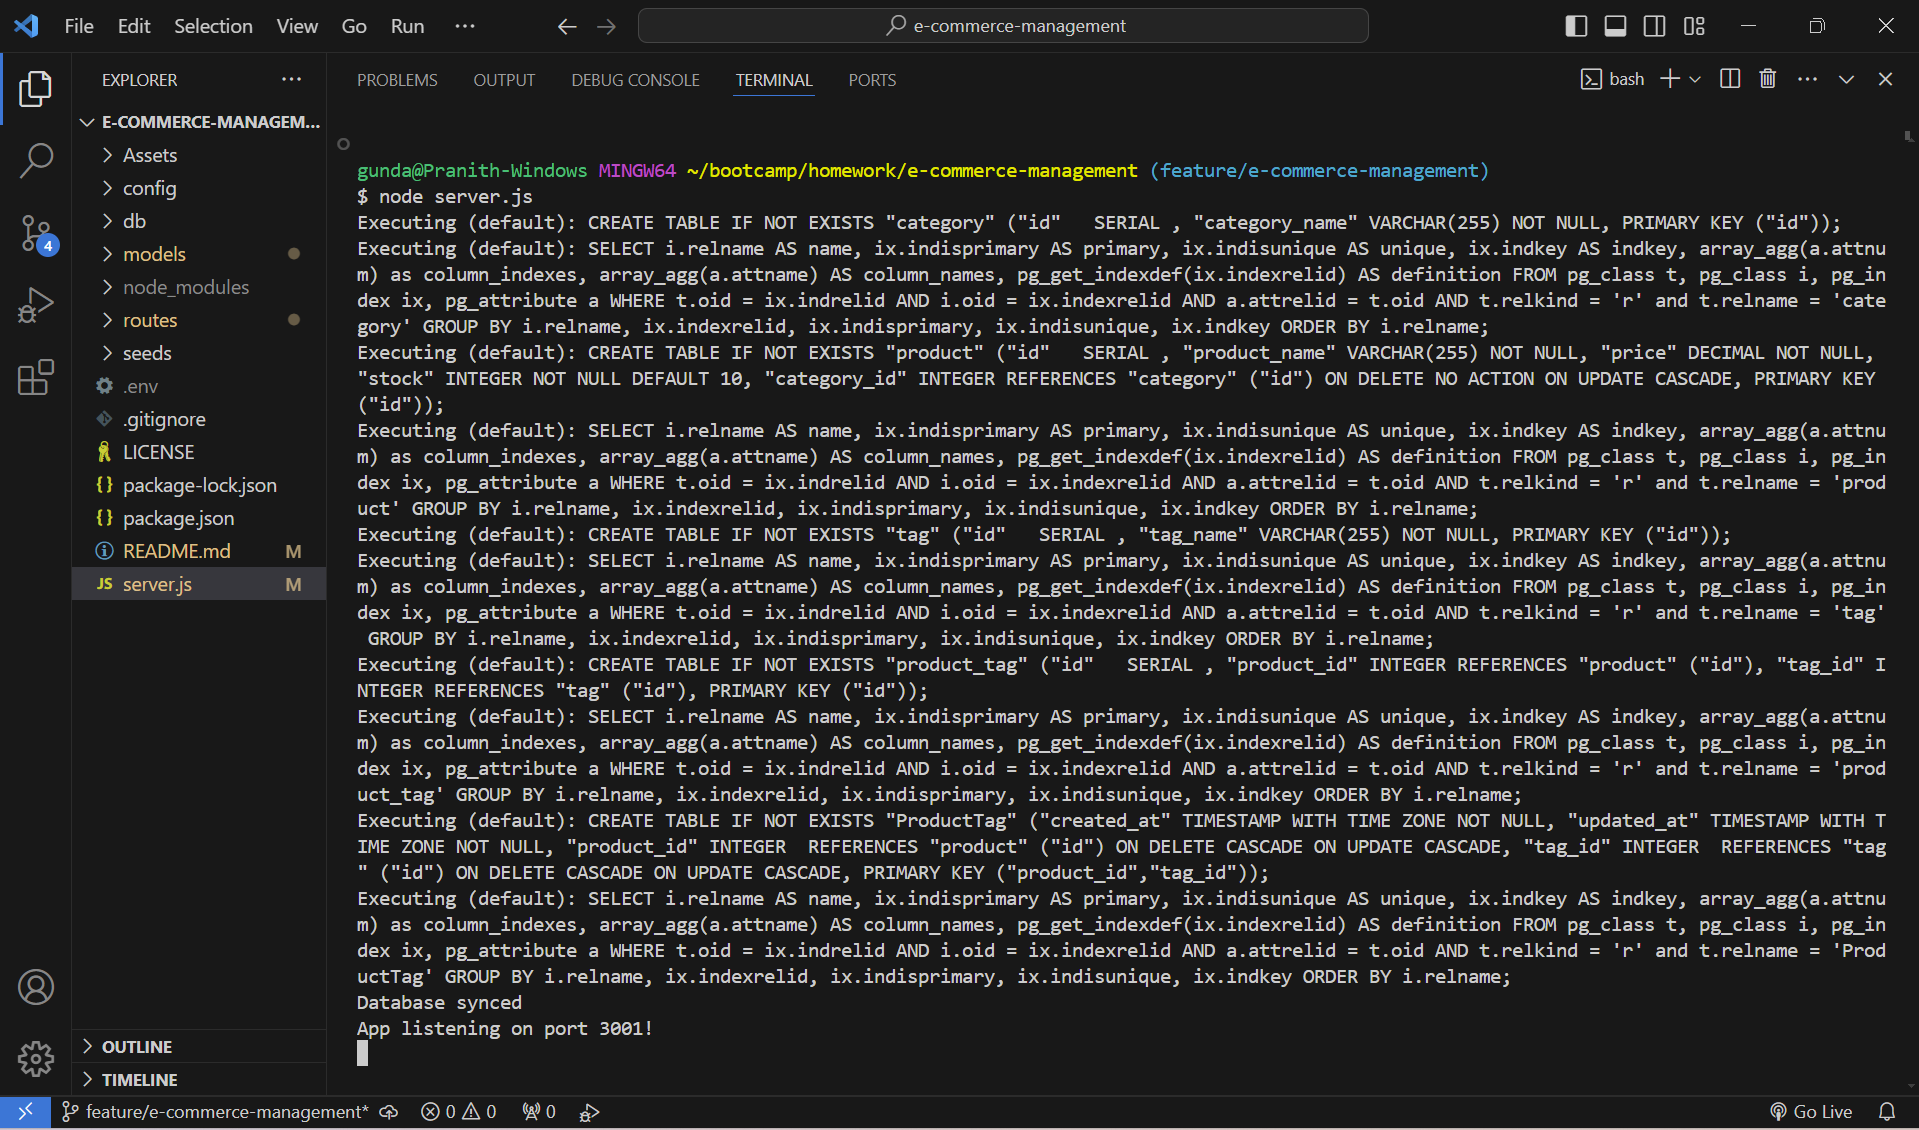 File Edit Selection View Go Run ··· e-commerce-management
EXPLORER ···
PROBLEMS OUTPUT DEBUG CONSOLE TERMINAL PORTS bash ···
E-COMMERCE-MANAGEM...
Assets
config
db
models
node_modules
routes
seeds
.env
.gitignore
LICENSE
{} package-lock.json
{} package.json
README.md M
JS server.js M
4
OUTLINE
TIMELINE
gunda@Pranith-Windows MINGW64 ~/bootcamp/homework/e-commerce-management (feature/e-commerce-management)
$ node server.js
Executing (default): CREATE TABLE IF NOT EXISTS "category" ("id"   SERIAL , "category_name" VARCHAR(255) NOT NULL, PRIMARY KEY ("id"));
Executing (default): SELECT i.relname AS name, ix.indisprimary AS primary, ix.indisunique AS unique, ix.indkey AS indkey, array_agg(a.attnu
m) as column_indexes, array_agg(a.attname) AS column_names, pg_get_indexdef(ix.indexrelid) AS definition FROM pg_class t, pg_class i, pg_in
dex ix, pg_attribute a WHERE t.oid = ix.indrelid AND i.oid = ix.indexrelid AND a.attrelid = t.oid AND t.relkind = 'r' and t.relname = 'cate
gory' GROUP BY i.relname, ix.indexrelid, ix.indisprimary, ix.indisunique, ix.indkey ORDER BY i.relname;
Executing (default): CREATE TABLE IF NOT EXISTS "product" ("id"   SERIAL , "product_name" VARCHAR(255) NOT NULL, "price" DECIMAL NOT NULL,
"stock" INTEGER NOT NULL DEFAULT 10, "category_id" INTEGER REFERENCES "category" ("id") ON DELETE NO ACTION ON UPDATE CASCADE, PRIMARY KEY
("id"));
Executing (default): SELECT i.relname AS name, ix.indisprimary AS primary, ix.indisunique AS unique, ix.indkey AS indkey, array_agg(a.attnu
m) as column_indexes, array_agg(a.attname) AS column_names, pg_get_indexdef(ix.indexrelid) AS definition FROM pg_class t, pg_class i, pg_in
dex ix, pg_attribute a WHERE t.oid = ix.indrelid AND i.oid = ix.indexrelid AND a.attrelid = t.oid AND t.relkind = 'r' and t.relname = 'prod
uct' GROUP BY i.relname, ix.indexrelid, ix.indisprimary, ix.indisunique, ix.indkey ORDER BY i.relname;
Executing (default): CREATE TABLE IF NOT EXISTS "tag" ("id"   SERIAL , "tag_name" VARCHAR(255) NOT NULL, PRIMARY KEY ("id"));
Executing (default): SELECT i.relname AS name, ix.indisprimary AS primary, ix.indisunique AS unique, ix.indkey AS indkey, array_agg(a.attnu
m) as column_indexes, array_agg(a.attname) AS column_names, pg_get_indexdef(ix.indexrelid) AS definition FROM pg_class t, pg_class i, pg_in
dex ix, pg_attribute a WHERE t.oid = ix.indrelid AND i.oid = ix.indexrelid AND a.attrelid = t.oid AND t.relkind = 'r' and t.relname = 'tag'
 GROUP BY i.relname, ix.indexrelid, ix.indisprimary, ix.indisunique, ix.indkey ORDER BY i.relname;
Executing (default): CREATE TABLE IF NOT EXISTS "product_tag" ("id"   SERIAL , "product_id" INTEGER REFERENCES "product" ("id"), "tag_id" I
NTEGER REFERENCES "tag" ("id"), PRIMARY KEY ("id"));
Executing (default): SELECT i.relname AS name, ix.indisprimary AS primary, ix.indisunique AS unique, ix.indkey AS indkey, array_agg(a.attnu
m) as column_indexes, array_agg(a.attname) AS column_names, pg_get_indexdef(ix.indexrelid) AS definition FROM pg_class t, pg_class i, pg_in
dex ix, pg_attribute a WHERE t.oid = ix.indrelid AND i.oid = ix.indexrelid AND a.attrelid = t.oid AND t.relkind = 'r' and t.relname = 'prod
uct_tag' GROUP BY i.relname, ix.indexrelid, ix.indisprimary, ix.indisunique, ix.indkey ORDER BY i.relname;
Executing (default): CREATE TABLE IF NOT EXISTS "ProductTag" ("created_at" TIMESTAMP WITH TIME ZONE NOT NULL, "updated_at" TIMESTAMP WITH T
IME ZONE NOT NULL, "product_id" INTEGER  REFERENCES "product" ("id") ON DELETE CASCADE ON UPDATE CASCADE, "tag_id" INTEGER  REFERENCES "tag
" ("id") ON DELETE CASCADE ON UPDATE CASCADE, PRIMARY KEY ("product_id","tag_id"));
Executing (default): SELECT i.relname AS name, ix.indisprimary AS primary, ix.indisunique AS unique, ix.indkey AS indkey, array_agg(a.attnu
m) as column_indexes, array_agg(a.attname) AS column_names, pg_get_indexdef(ix.indexrelid) AS definition FROM pg_class t, pg_class i, pg_in
dex ix, pg_attribute a WHERE t.oid = ix.indrelid AND i.oid = ix.indexrelid AND a.attrelid = t.oid AND t.relkind = 'r' and t.relname = 'Prod
uctTag' GROUP BY i.relname, ix.indexrelid, ix.indisprimary, ix.indisunique, ix.indkey ORDER BY i.relname;
Database synced
App listening on port 3001!
feature/e-commerce-management* 0 0 0 Go Live